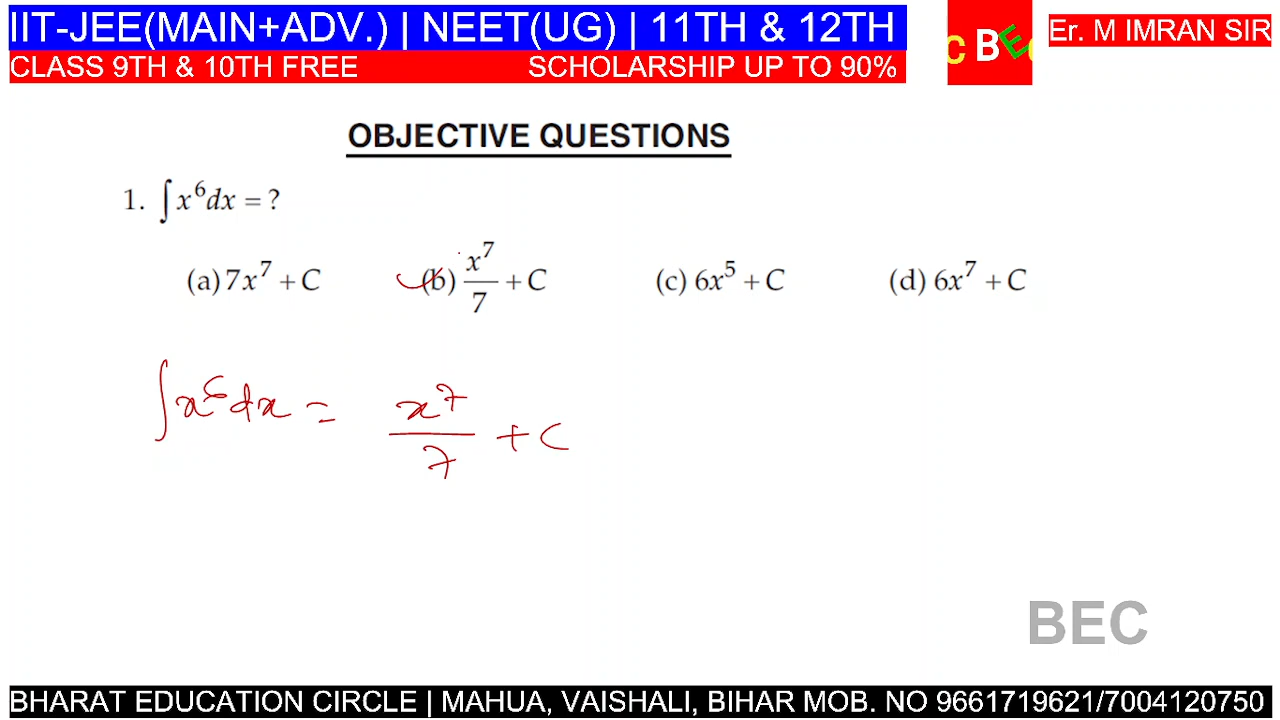 IIT-JEE(MAIN+ADV.) | NEET(UG) | 11TH & 12TH
CLASS 9TH & 10TH FREE SCHOLARSHIP UP TO 90%
C BEC
Er. M IMRAN SIR
OBJECTIVE QUESTIONS
1. ∫x⁶dx = ?
(a) 7x⁷ + C (b) x⁷/7 + C (c) 6x⁵ + C (d) 6x⁷ + C
∫x⁶dx = x⁷/7 + C
BEC
BHARAT EDUCATION CIRCLE | MAHUA, VAISHALI, BIHAR MOB. NO 9661719621/7004120750